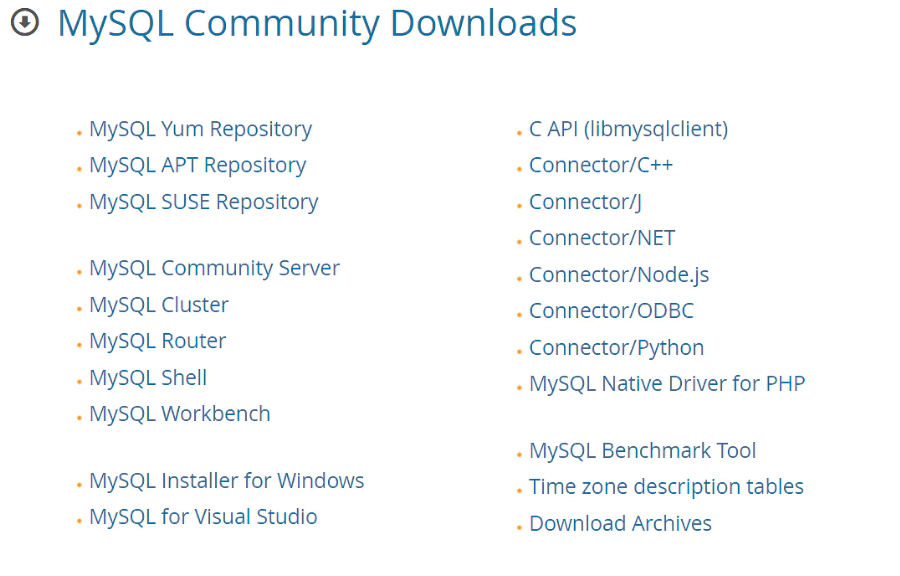 MySQL Community Downloads
MySQL Yum Repository
MySQL APT Repository
MySQL SUSE Repository
MySQL Community Server
MySQL Cluster
MySQL Router
MySQL Shell
MySQL Workbench
MySQL Installer for Windows
MySQL for Visual Studio
C API (libmysqlclient)
Connector/C++
Connector/J
Connector/NET
Connector/Node.js
Connector/ODBC
Connector/Python
MySQL Native Driver for PHP
MySQL Benchmark Tool
Time zone description tables
Download Archives